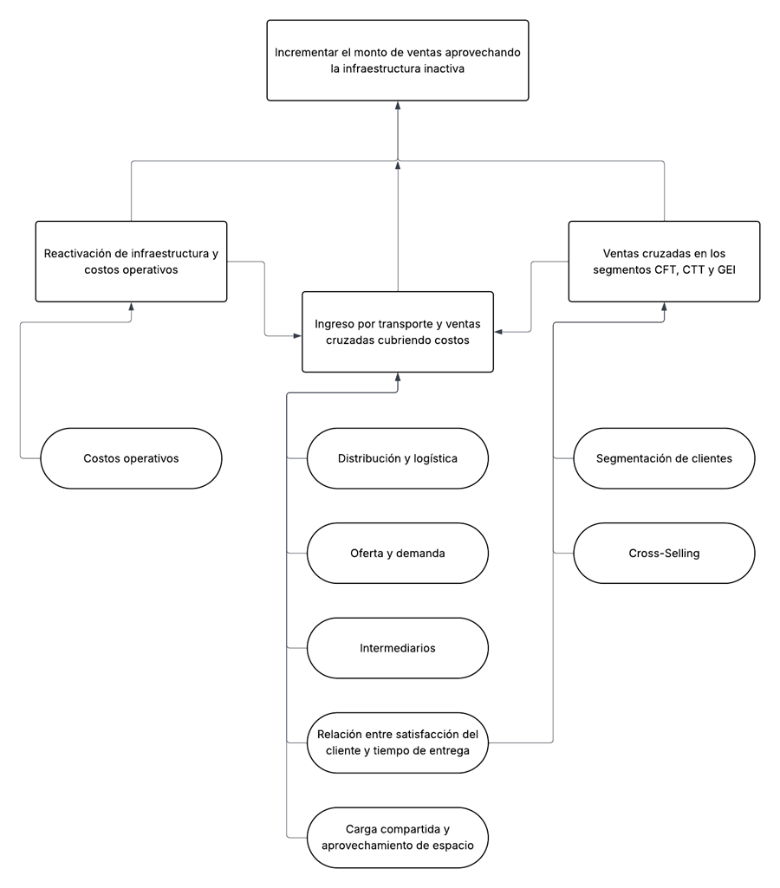 Incrementar el monto de ventas aprovechando
la infraestructura inactiva
Reactivación de infraestructura y
costos operativos
Ventas cruzadas en los
segmentos CFT, CTT y GEI
Ingreso por transporte y ventas
cruzadas cubriendo costos
Costos operativos
Distribución y logística
Segmentación de clientes
Oferta y demanda
Cross-Selling
Intermediarios
Relación entre satisfacción del
cliente y tiempo de entrega
Carga compartida y
aprovechamiento de espacio